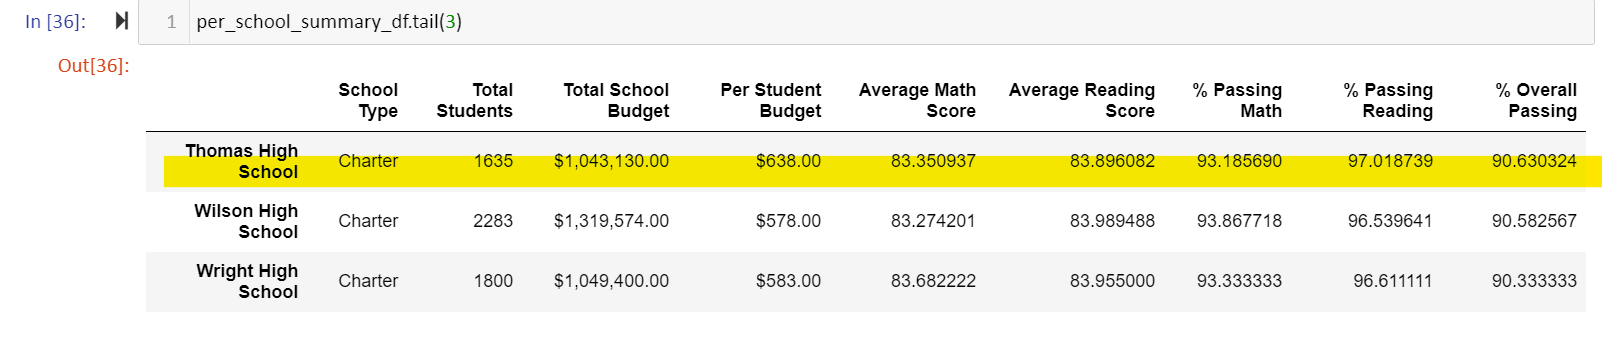 In [36]: 1 per_school_summary_df.tail(3)
Out[36]:
School Total Total School Per Student Average Math Average Reading % Passing % Passing % Overall
Type Students Budget Budget Score Score Math Reading Passing
Thomas High
School Charter 1635 $1,043,130.00 $638.00 83.350937 83.896082 93.185690 97.018739 90.630324
Wilson High
School Charter 2283 $1,319,574.00 $578.00 83.274201 83.989488 93.867718 96.539641 90.582567
Wright High
School Charter 1800 $1,049,400.00 $583.00 83.682222 83.955000 93.333333 96.611111 90.333333